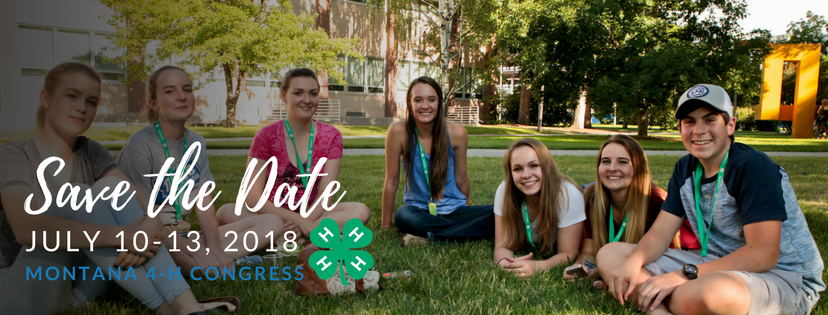 Save the Date
JULY 10-13, 2018
MONTANA 4-H CONGRESS
H H
H H